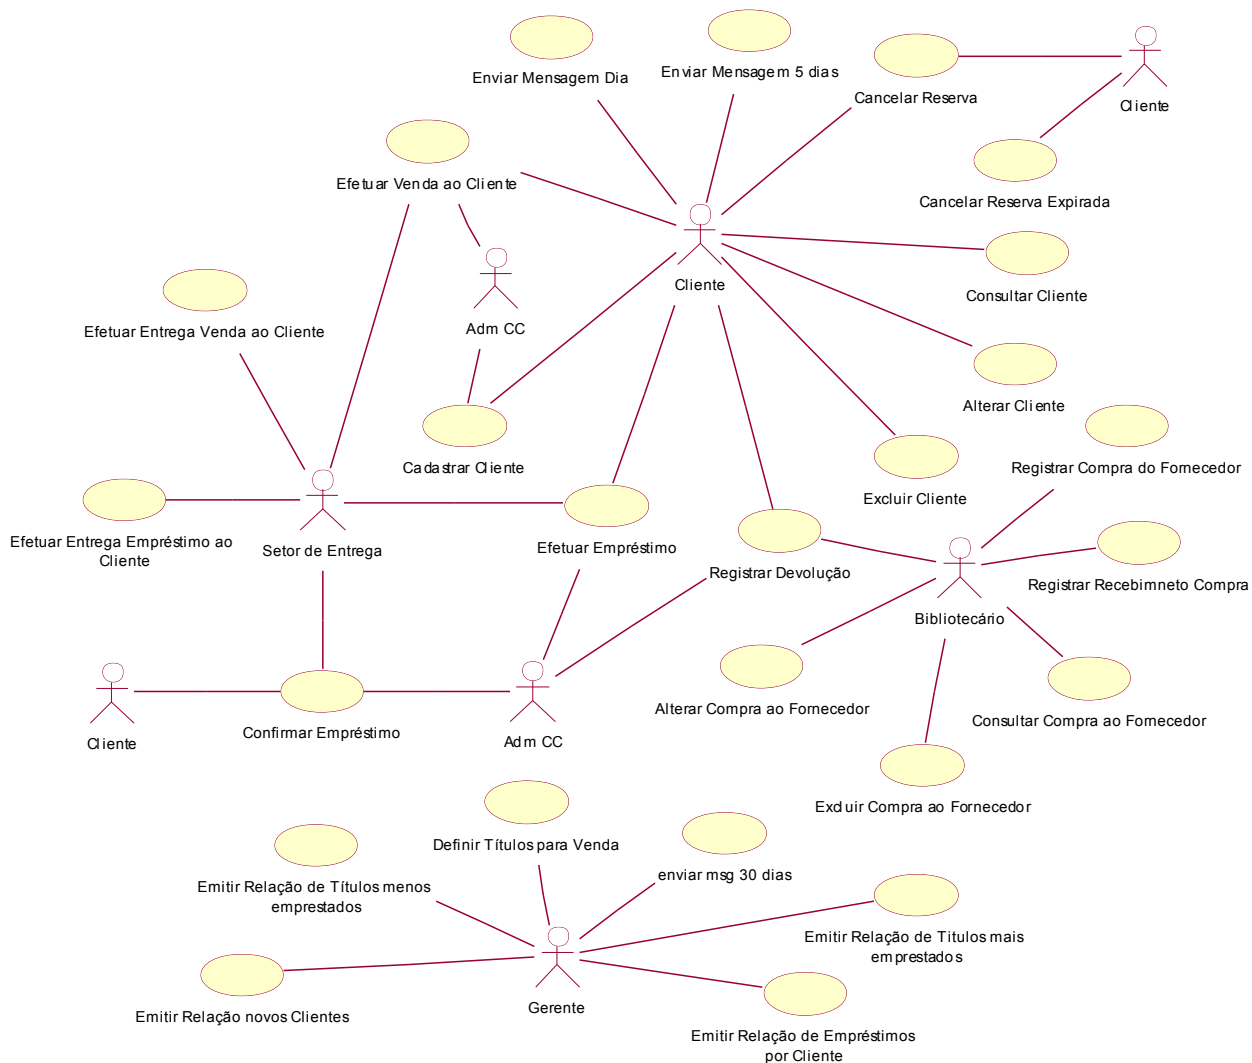 Enviar Mensagem 5 dias
Enviar Mensagem Dia
Cancelar Reserva
Cliente
Efetuar Venda ao Cliente
Cancelar Reserva Expirada
Cliente
Consultar Cliente
Adm CC
Efetuar Entrega Venda ao Cliente
Alterar Cliente
Cadastrar Cliente
Registrar Compra do Fornecedor
Excluir Cliente
Efetuar Entrega Empréstimo ao
Cliente
Setor de Entrega
Efetuar Empréstimo
Registrar Devolução
Registrar Recebimneto Compra
Bibliotecário
Alterar Compra ao Fornecedor
Consultar Compra ao Fornecedor
Cliente
Confirmar Empréstimo
Adm CC
Excluir Compra ao Fornecedor
Definir Títulos para Venda
enviar msg 30 dias
Emitir Relação de Títulos menos
emprestados
Emitir Relação de Titulos mais
emprestados
Gerente
Emitir Relação novos Clientes
Emitir Relação de Empréstimos
por Cliente